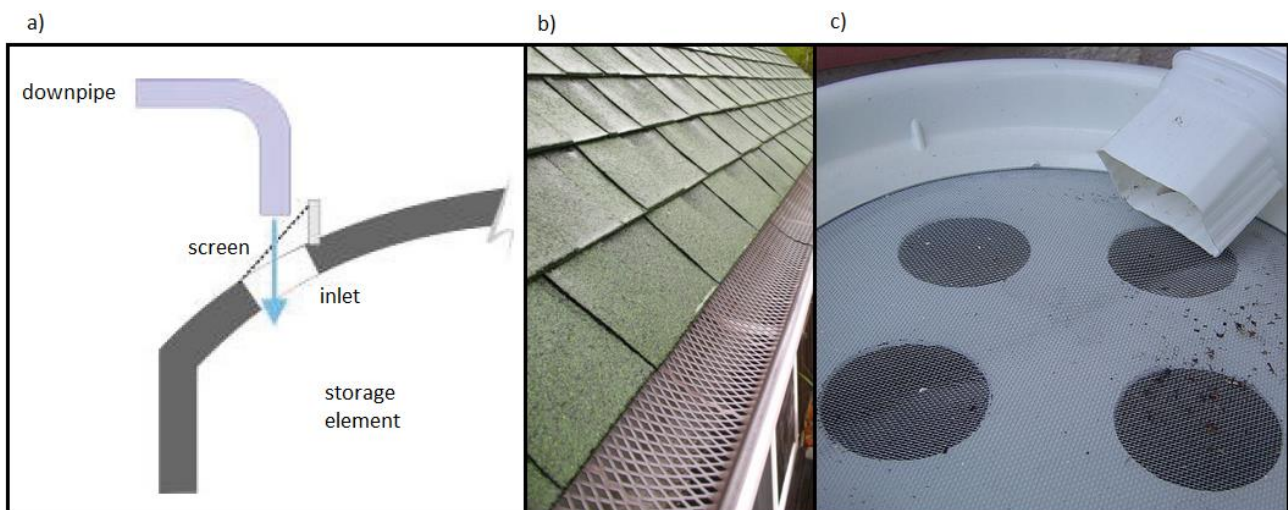 a)
b)
c)
downpipe
screen
inlet
storage
element